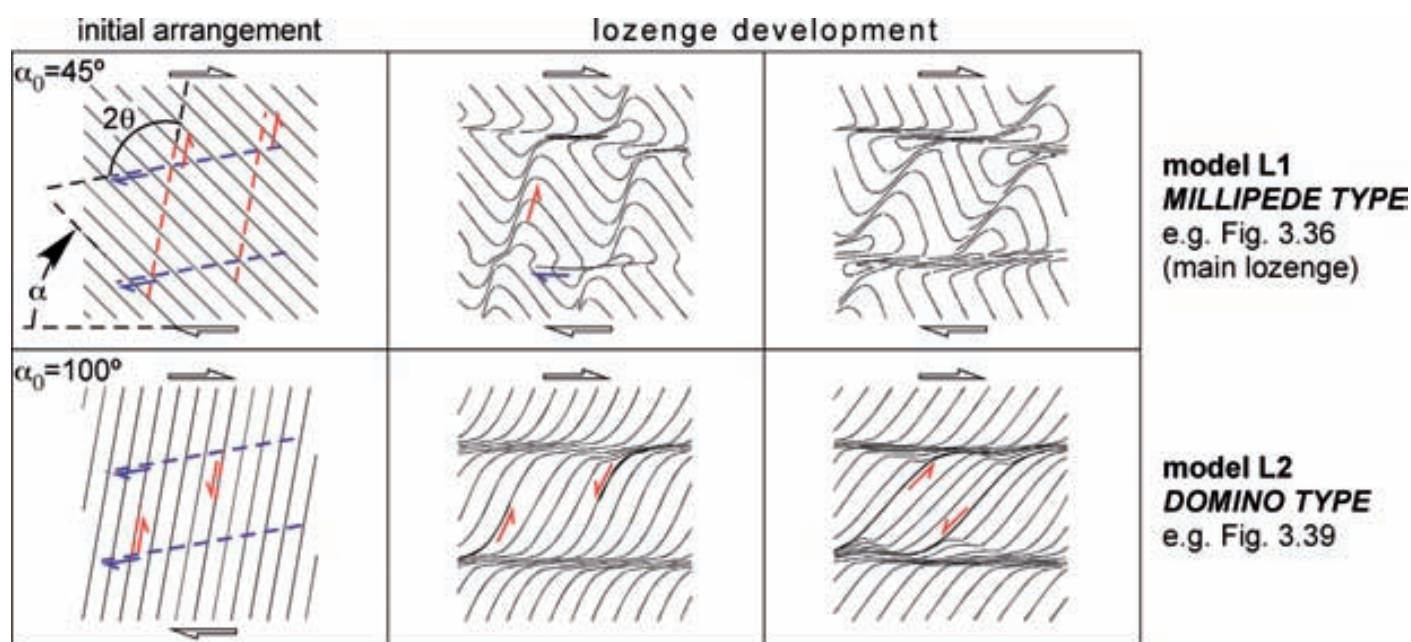 initial arrangement
lozenge development
α₀=45º
2θ
α
model L1
MILLIPEDE TYPE
e.g. Fig. 3.36
(main lozenge)
α₀=100º
model L2
DOMINO TYPE
e.g. Fig. 3.39